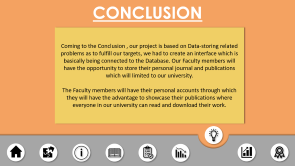 CONCLUSION
Coming to the Conclusion , our project is based on Data-storing related
problems as to fulfill our targets, we had to create an interface which is
basically being connected to the Database. Our Faculty members will
have the opportunity to store their personal journal and publications
which will limited to our university.
The Faculty members will have their personal accounts through which
they will have the advantage to showcase their publications where
everyone in our university can read and download their work.